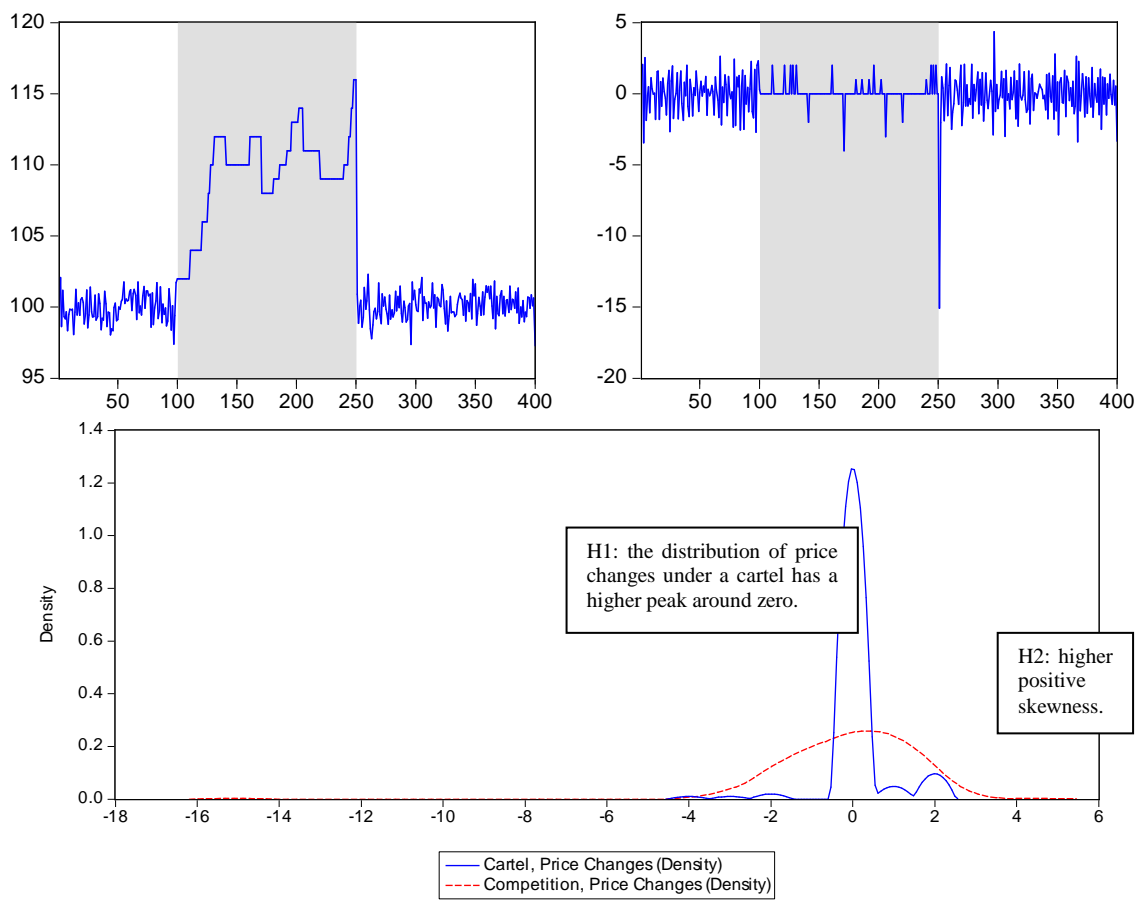 120
115
110
105
100
95
50 100 150 200 250 300 350 400
5
0
-5
-10
-15
-20
50 100 150 200 250 300 350 400
1.4
1.2
1.0
0.8
0.6
0.4
0.2
0.0
Density
-18 -16 -14 -12 -10 -8 -6 -4 -2 0 2 4 6
H1: the distribution of price
changes under a cartel has a
higher peak around zero.
H2: higher
positive
skewness.
Cartel, Price Changes (Density)
Competition, Price Changes (Density)